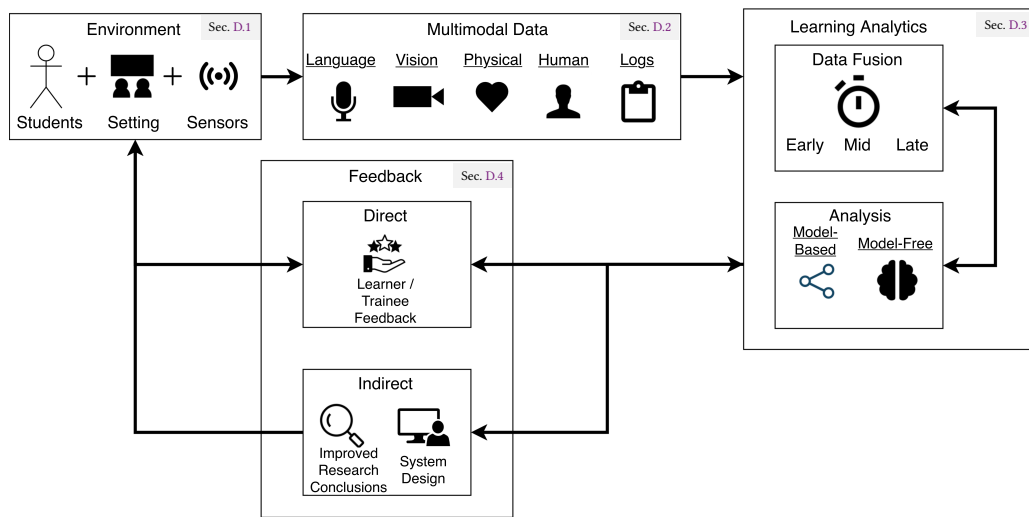 Environment
Sec. D.1
Students
Setting
Sensors
Multimodal Data
Sec. D.2
Language
Vision
Physical
Human
Logs
Learning Analytics
Sec. D.3
Data Fusion
Early
Mid
Late
Analysis
Model-
Based
Model-Free
Feedback
Sec. D.4
Direct
Learner /
Trainee
Feedback
Indirect
Improved
Research
Conclusions
System
Design